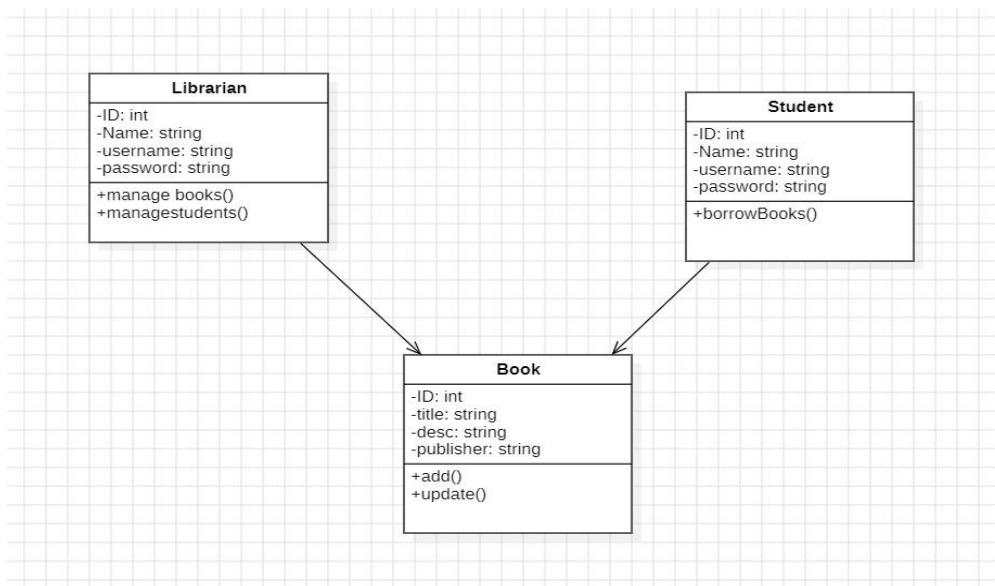 Librarian
-ID: int
-Name: string
-username: string
-password: string
+manage books()
+managestudents()
Student
-ID: int
-Name: string
-username: string
-password: string
+borrowBooks()
Book
-ID: int
-title: string
-desc: string
-publisher: string
+add()
+update()